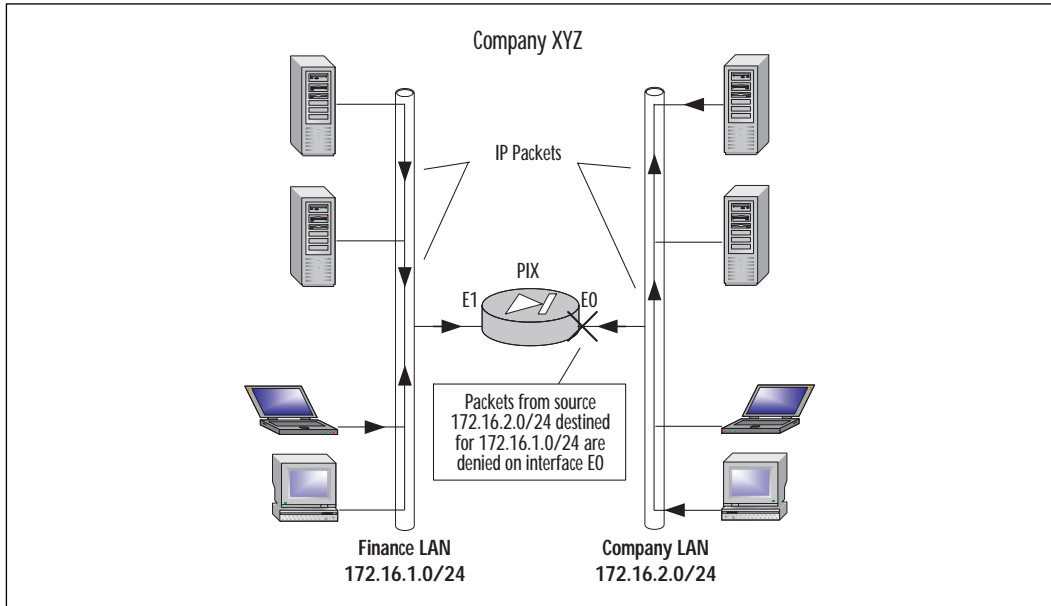 Company XYZ
IP Packets
PIX
E1
E0
Packets from source
172.16.2.0/24 destined
for 172.16.1.0/24 are
denied on interface E0
Finance LAN
172.16.1.0/24
Company LAN
172.16.2.0/24